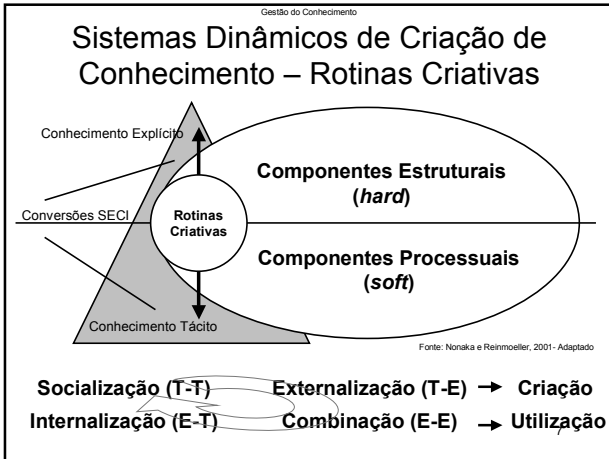 Gestão do Conhecimento
Sistemas Dinâmicos de Criação de
Conhecimento – Rotinas Criativas
Conhecimento Explícito
Componentes Estruturais
(hard)
Conversões SECI
Rotinas
Criativas
Componentes Processuais
(soft)
Conhecimento Tácito
Fonte: Nonaka e Reinmoeller, 2001- Adaptado
Socialização (T-T) Externalização (T-E) → Criação
Internalização (E-T) Combinação (E-E) → Utilização
7